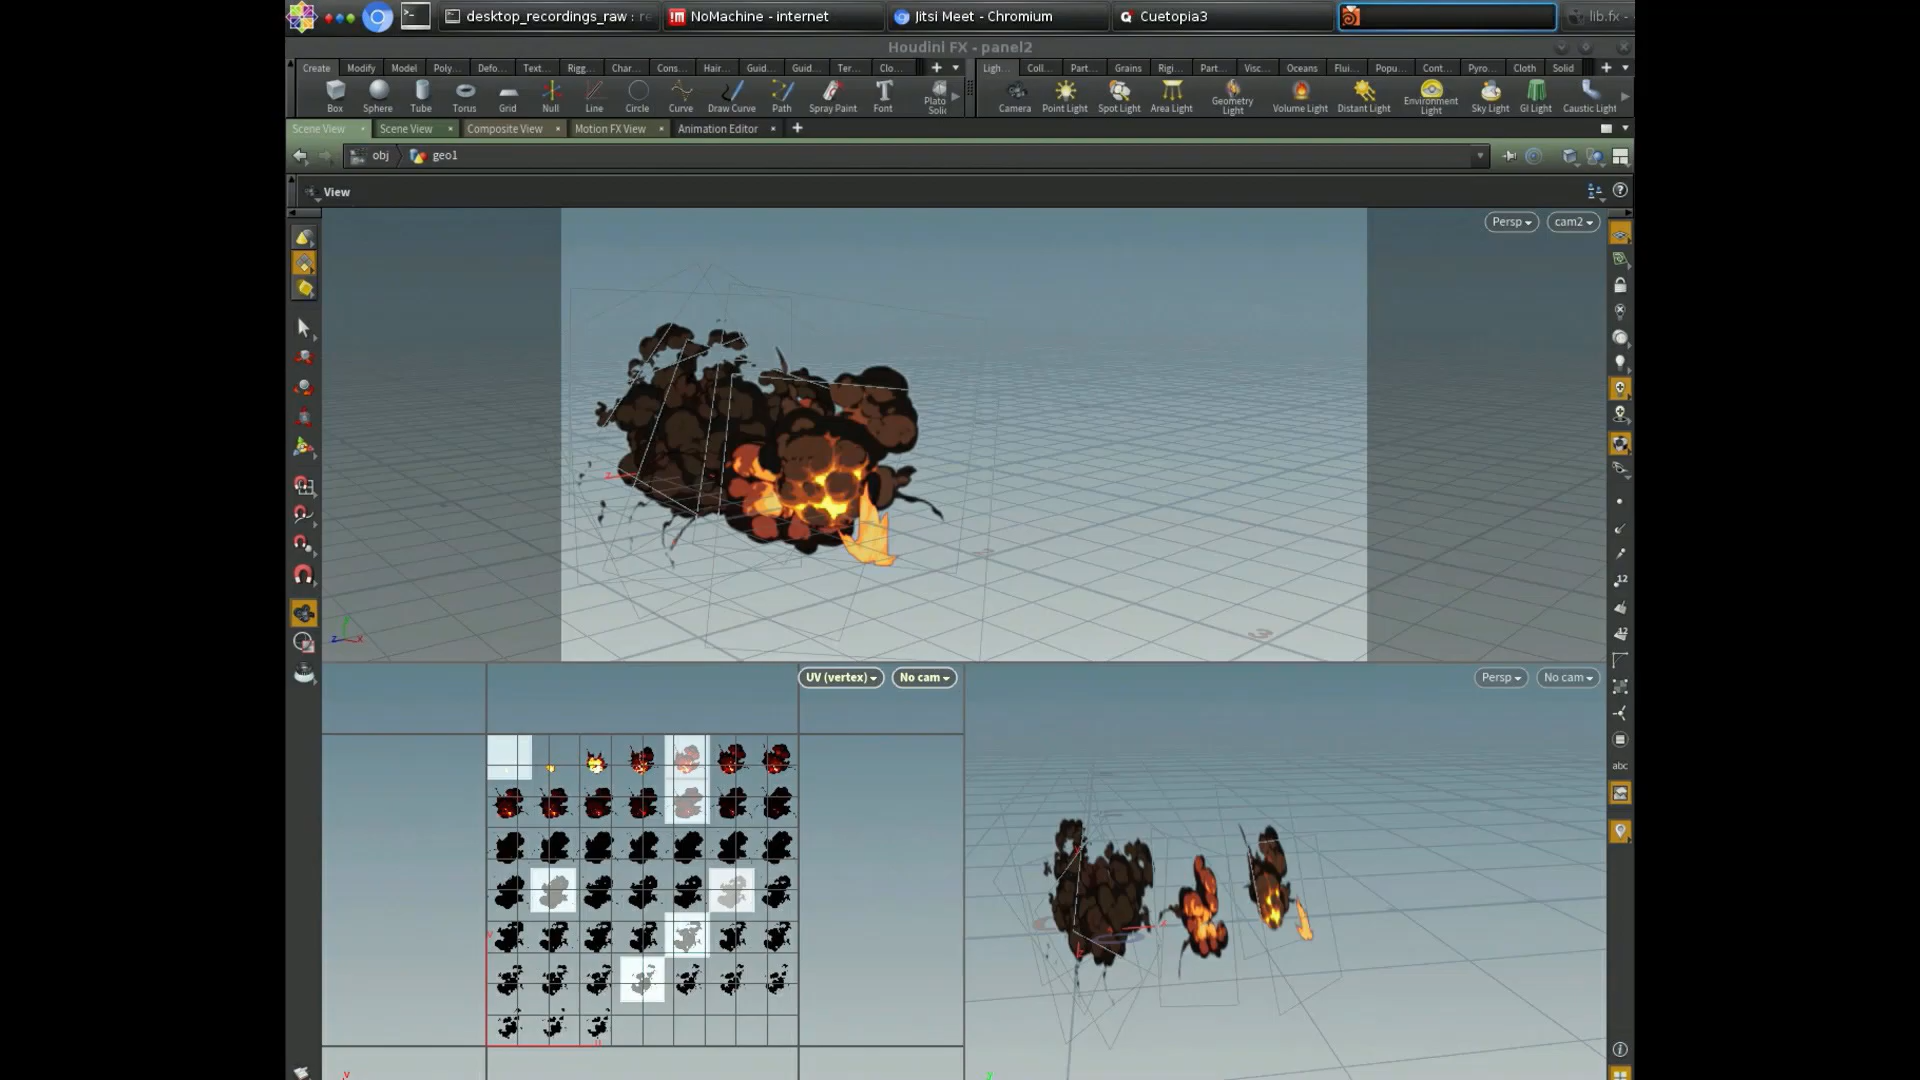 desktop_recordings_raw : re
NoMachine - internet
Jitsi Meet - Chromium
Cuetopia3
lib.fx -
Houdini FX - panel2
Create Modify Model Poly... Defo... Text... Rigg... Char... Cons... Hair... Guid... Guid... Ter... Clo...
Ligh... Coll... Part... Grains Rigi... Part... Visc... Oceans Flui... Popu... Cont... Pyro... Cloth Solid
Box Sphere Tube Torus Grid Null Line Circle Curve Draw Curve Path Spray Paint Font Plato
Soli
Camera Point Light Spot Light Area Light Geometry
Light Volume Light Distant Light Environment
Light Sky Light GI Light Caustic Light
Scene View Scene View Composite View Motion FX View Animation Editor
obj geo1
View
Persp cam2
12
12
abc
z x
UV (vertex) No cam
Persp No cam
v
y